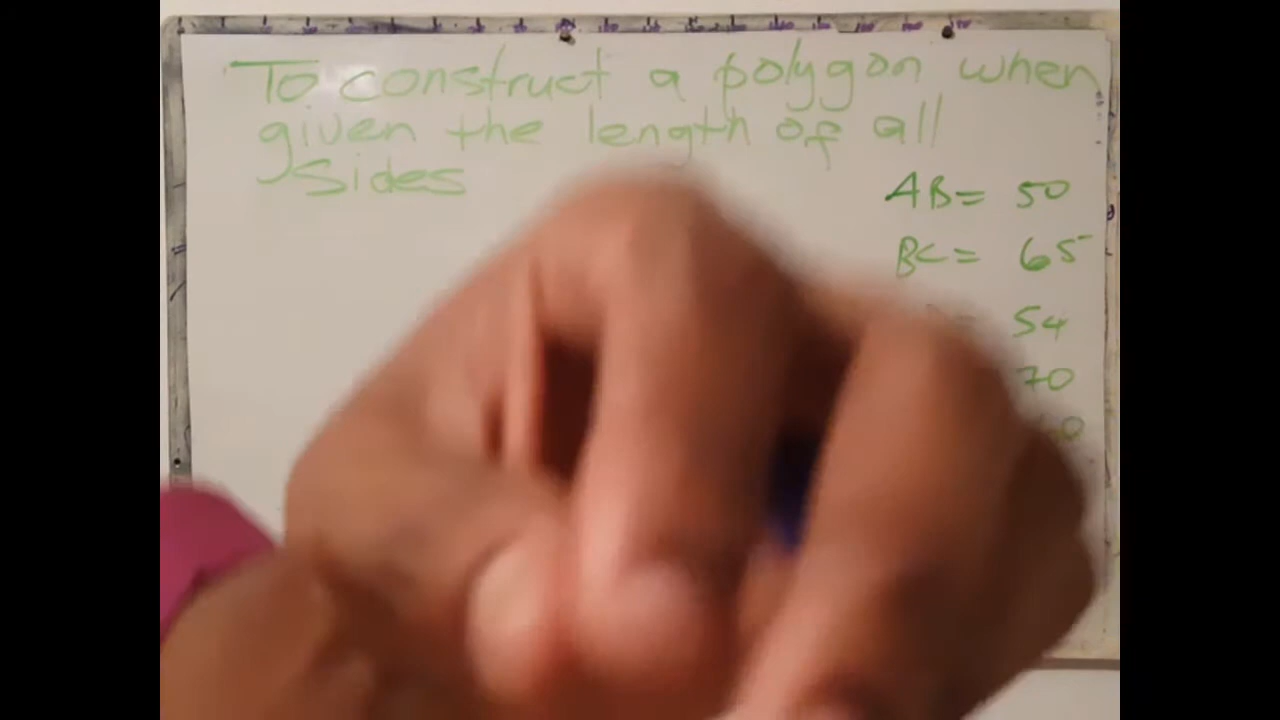 To construct a polygon when
given the length of all
Sides
AB = 50
BC = 65
54
70